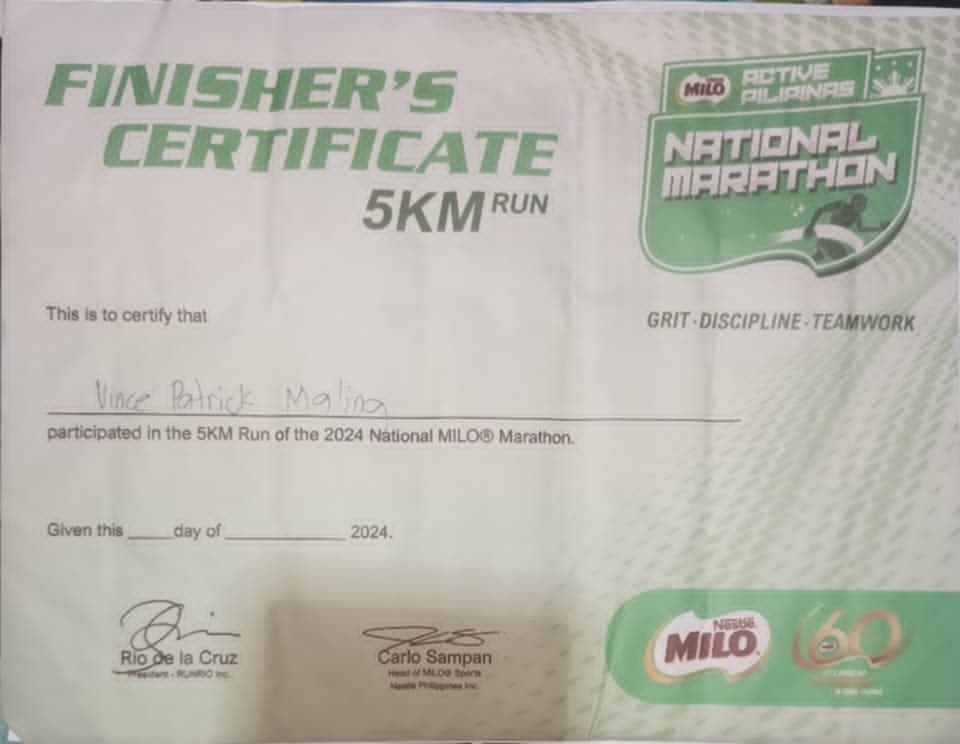 FINISHER'S
CERTIFICATE
5KM RUN
MILO ACTIVE
PILIPINAS
NATIONAL
MARATHON
GRIT·DISCIPLINE·TEAMWORK
This is to certify that
Vince Patrick Maling
participated in the 5KM Run of the 2024 National MILO® Marathon.
Given this ____ day of ____________ 2024.
Rio de la Cruz
President - RUNRIO Inc.
Carlo Sampan
Head of MILO® Sports
Nestlé Philippines Inc.
Nestlé
MILO
60